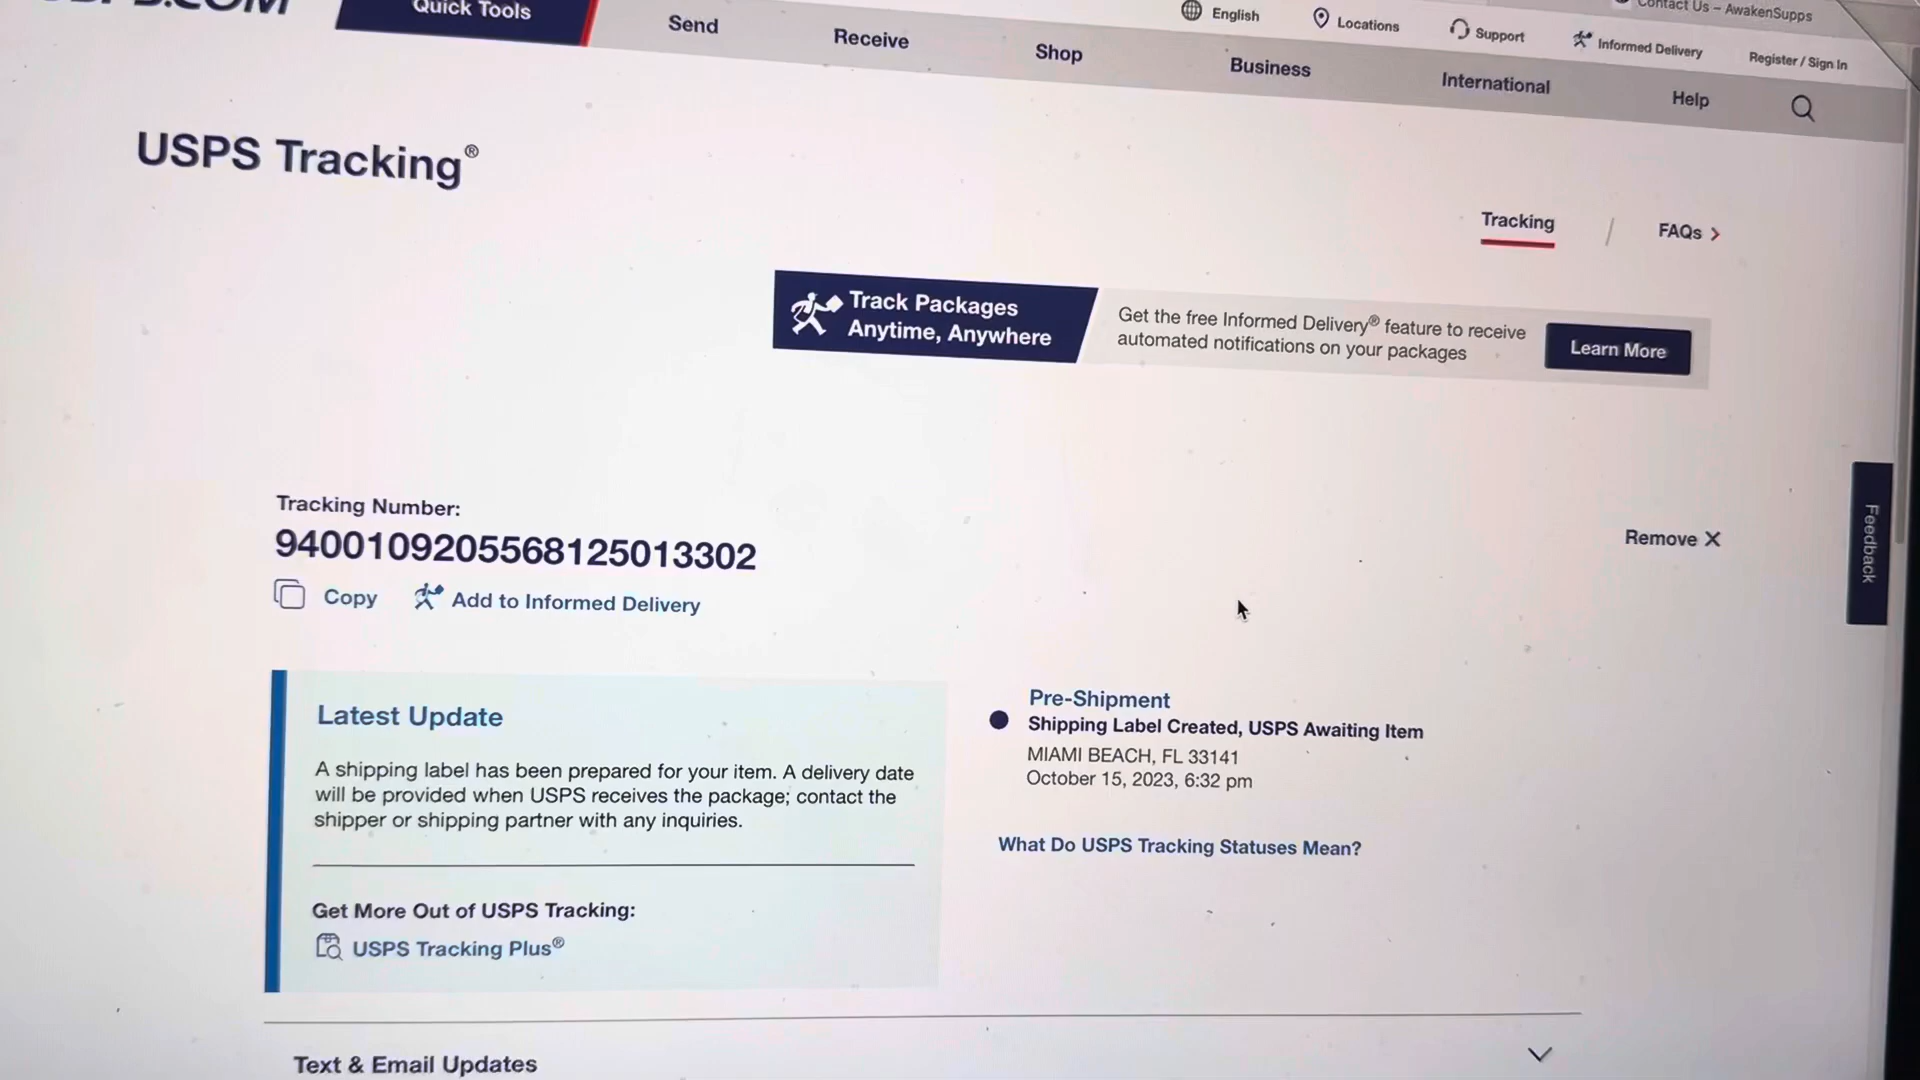 Contact Us – AwakenSupps
Quick Tools
Send
Receive
Shop
Business
International
Help
English
Locations
Support
Informed Delivery
Register / Sign In
USPS Tracking®
Tracking
FAQs
Track Packages
Anytime, Anywhere
Get the free Informed Delivery® feature to receive
automated notifications on your packages
Learn More
Feedback
Tracking Number:
9400109205568125013302
Remove X
Copy
Add to Informed Delivery
Latest Update
A shipping label has been prepared for your item. A delivery date
will be provided when USPS receives the package; contact the
shipper or shipping partner with any inquiries.
Get More Out of USPS Tracking:
USPS Tracking Plus®
Pre-Shipment
Shipping Label Created, USPS Awaiting Item
MIAMI BEACH, FL 33141
October 15, 2023, 6:32 pm
What Do USPS Tracking Statuses Mean?
Text & Email Updates